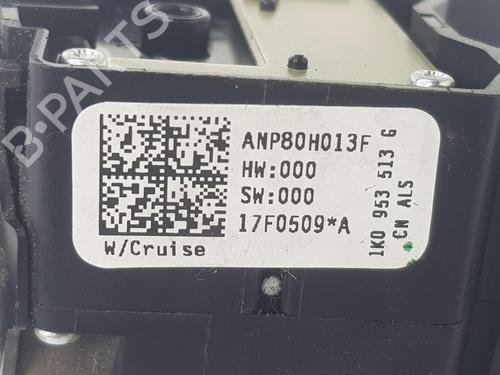 ANP80H013F
HW:000
SW:000
17F0509*A
W/Cruise
1K0 953 513 G
CN ALS
B-PARTS